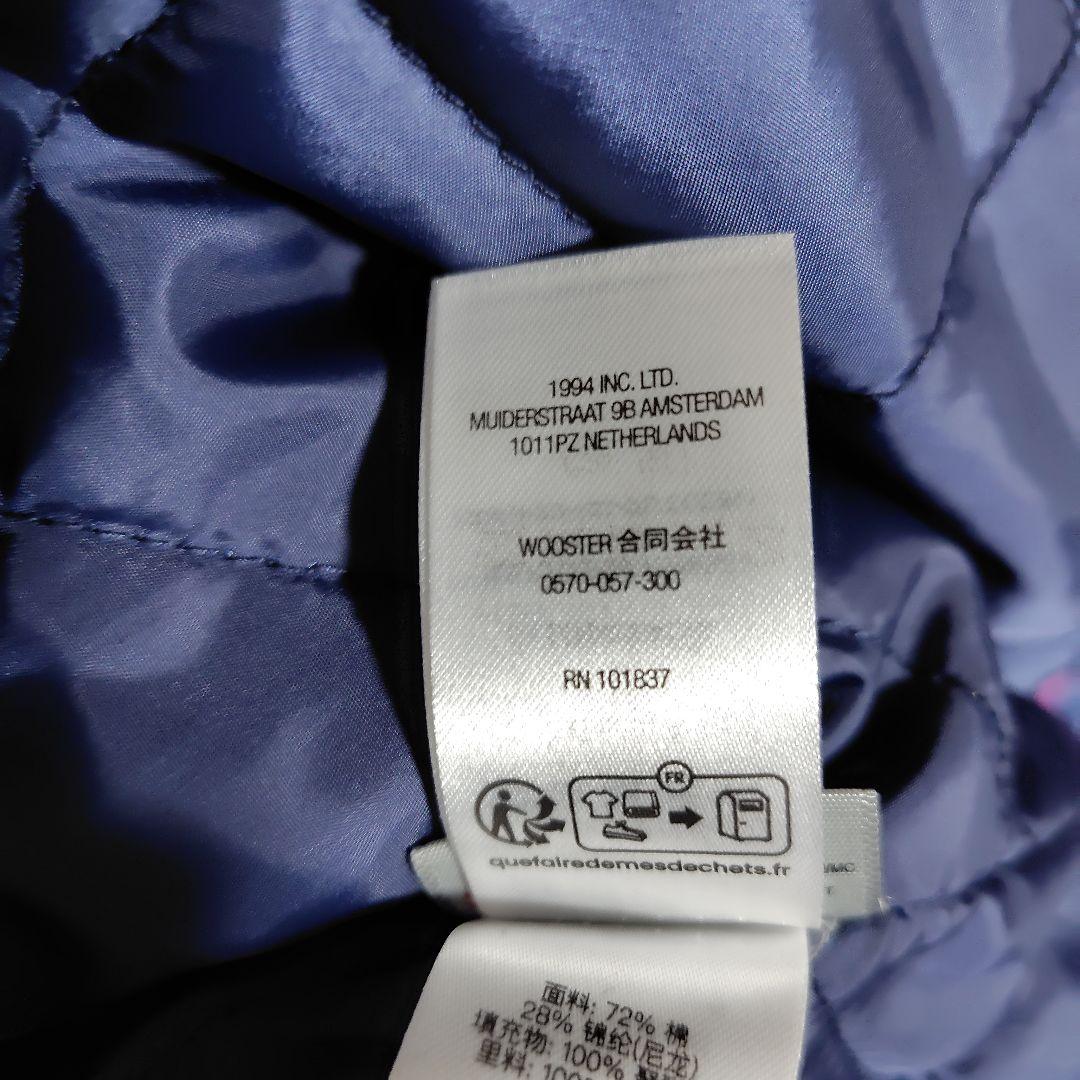 1994 INC. LTD.
MUIDERSTRAAT 9B AMSTERDAM
1011PZ NETHERLANDS
WOOSTER 合同会社
0570-057-300
RN 101837
FR
quefairedemesdechets.fr
面料: 72% 棉
28% 锦纶(尼龙)
填充物: 100%
里料: 100